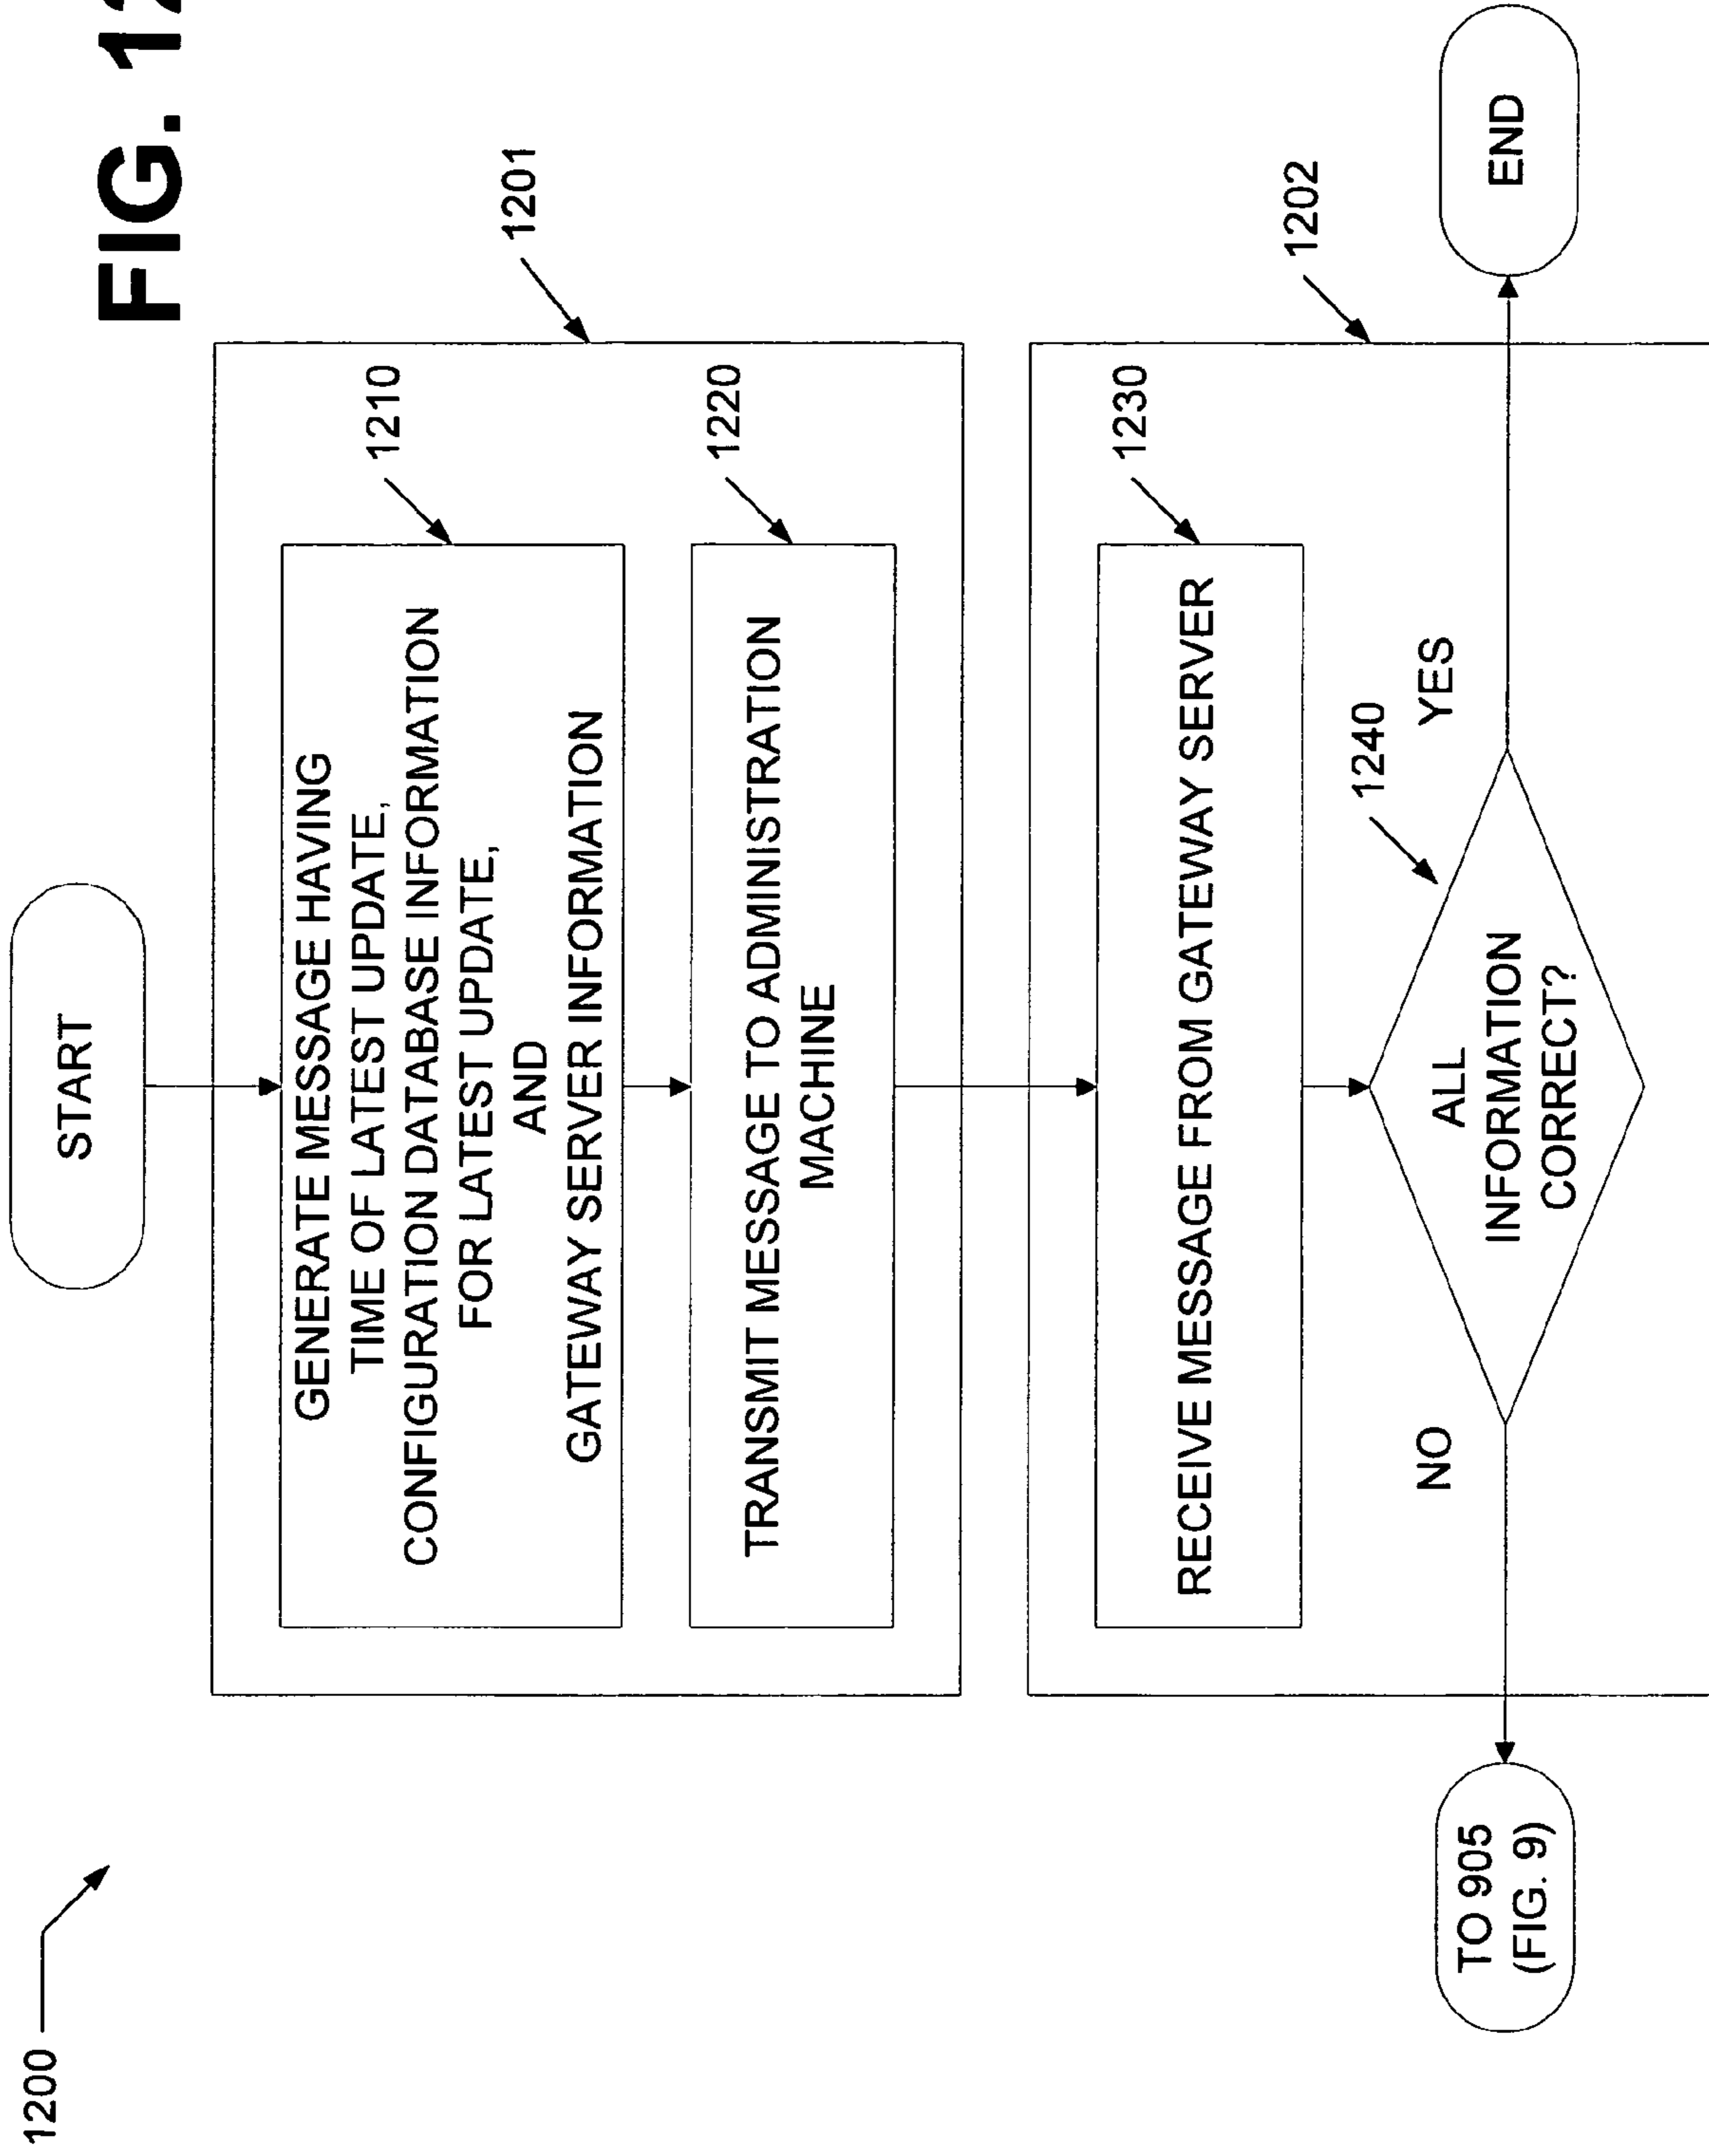 FIG. 12
1200
START
1201
1210
GENERATE MESSAGE HAVING
TIME OF LATEST UPDATE,
CONFIGURATION DATABASE INFORMATION
FOR LATEST UPDATE,
AND
GATEWAY SERVER INFORMATION
1220
TRANSMIT MESSAGE TO ADMINISTRATION
MACHINE
1202
1230
RECEIVE MESSAGE FROM GATEWAY SERVER
1240
ALL
INFORMATION
CORRECT?
NO
YES
TO 905
(FIG. 9)
END